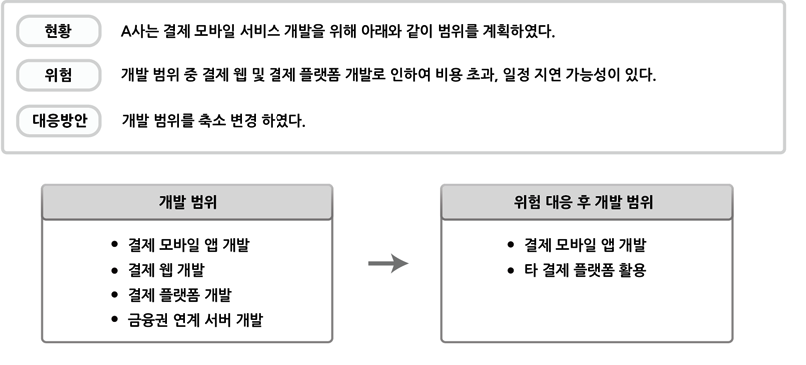 현황
A사는 결제 모바일 서비스 개발을 위해 아래와 같이 범위를 계획하였다.
위험
개발 범위 중 결제 웹 및 결제 플랫폼 개발로 인하여 비용 초과, 일정 지연 가능성이 있다.
대응방안
개발 범위를 축소 변경 하였다.
개발 범위
• 결제 모바일 앱 개발
• 결제 웹 개발
• 결제 플랫폼 개발
• 금융권 연계 서버 개발
위험 대응 후 개발 범위
• 결제 모바일 앱 개발
• 타 결제 플랫폼 활용